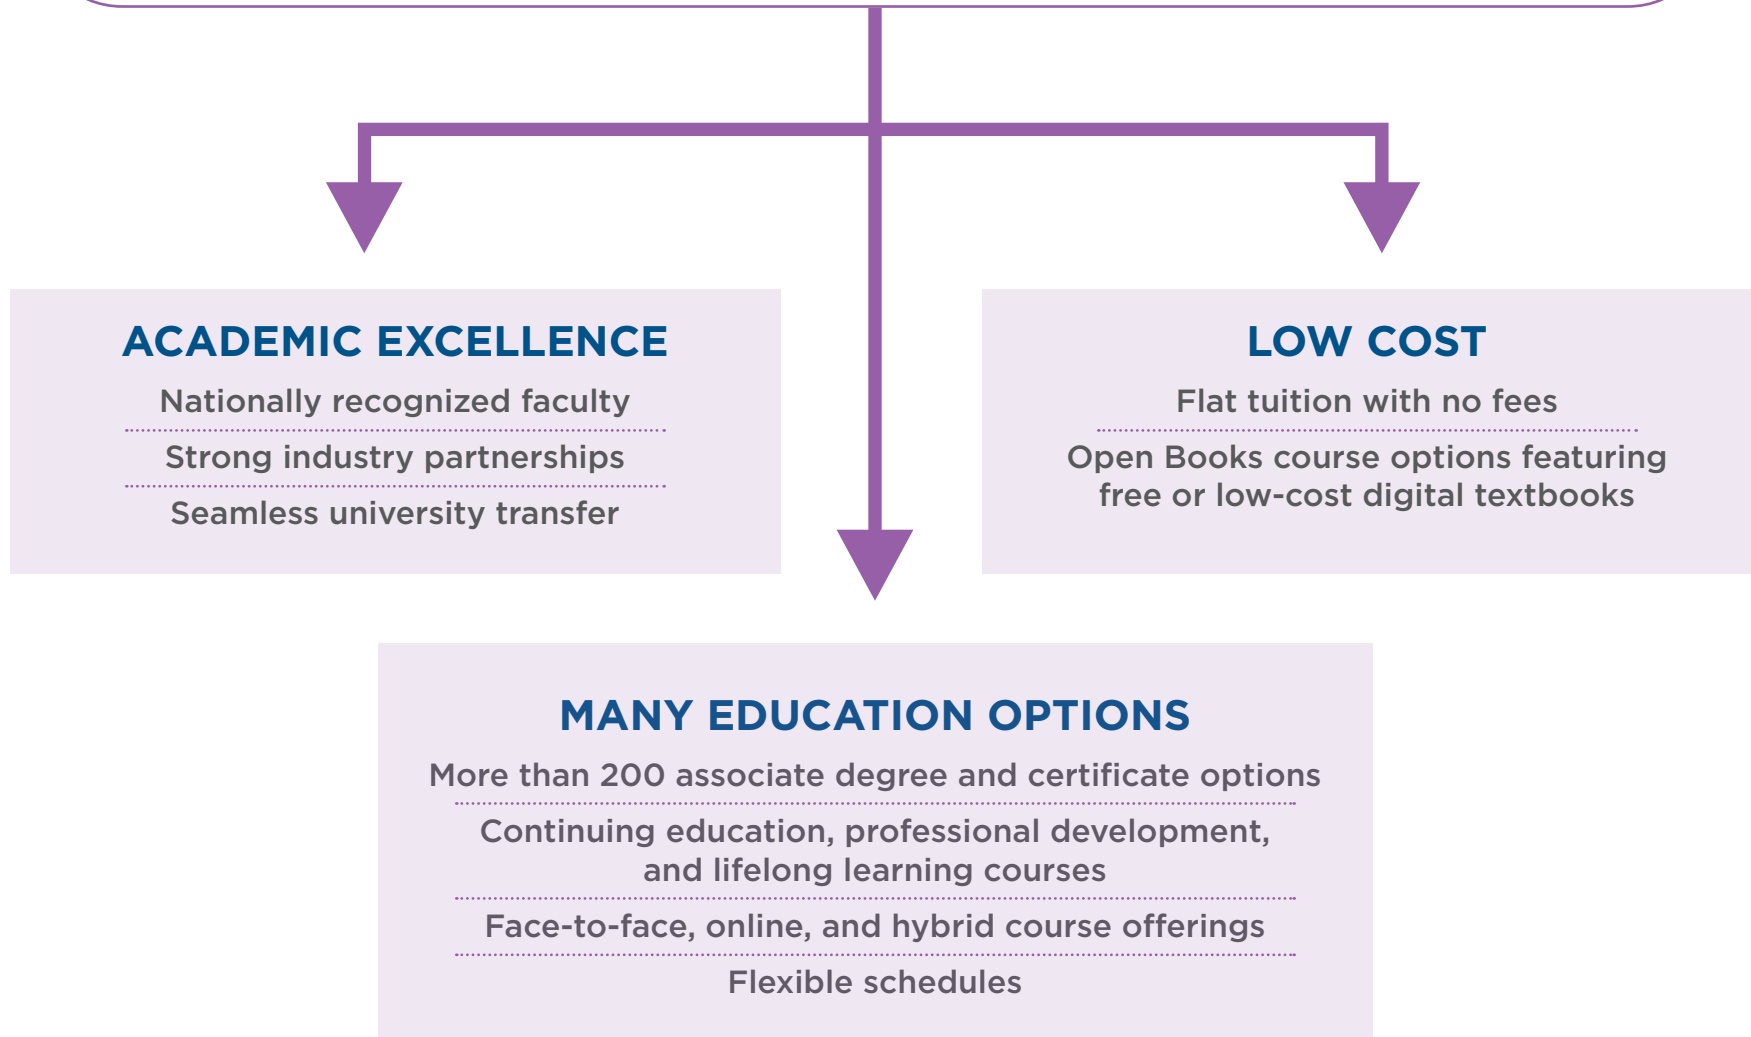 ACADEMIC EXCELLENCE
Nationally recognized faculty
Strong industry partnerships
Seamless university transfer
LOW COST
Flat tuition with no fees
Open Books course options featuring
free or low-cost digital textbooks
MANY EDUCATION OPTIONS
More than 200 associate degree and certificate options
Continuing education, professional development,
and lifelong learning courses
Face-to-face, online, and hybrid course offerings
Flexible schedules